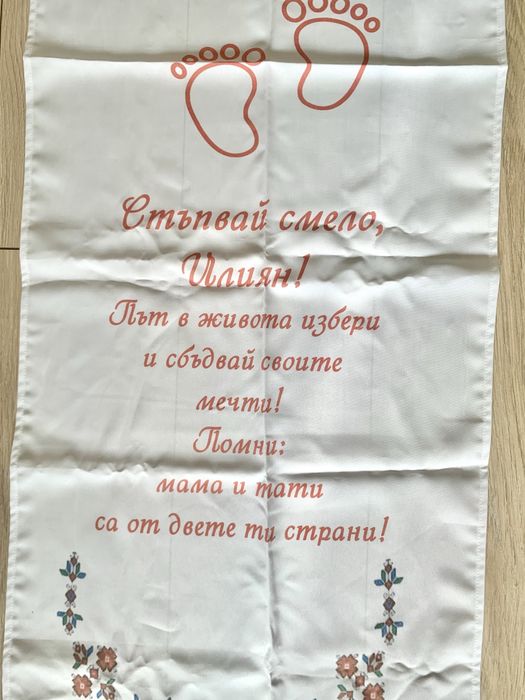 Стъпвай смело,
Илиян!
Път в живота избери
и сбъдвай своите
мечти!
Помни:
мама и тати
са от двете ти страни!